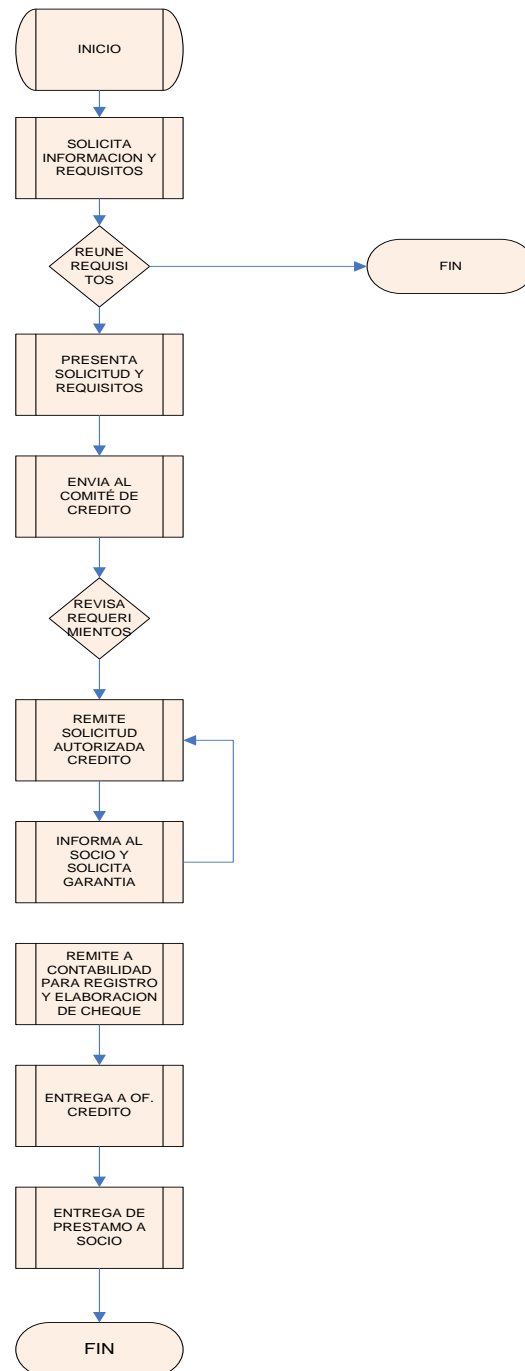 INICIO
SOLICITA
INFORMACION Y
REQUISITOS
REUNE
REQUISI
TOS
FIN
PRESENTA
SOLICITUD Y
REQUISITOS
ENVIA AL
COMITÉ DE
CREDITO
REVISA
REQUERI
MIENTOS
REMITE
SOLICITUD
AUTORIZADA
CREDITO
INFORMA AL
SOCIO Y
SOLICITA
GARANTIA
REMITE A
CONTABILIDAD
PARA REGISTRO
Y ELABORACION
DE CHEQUE
ENTREGA A OF.
CREDITO
ENTREGA DE
PRESTAMO A
SOCIO
FIN